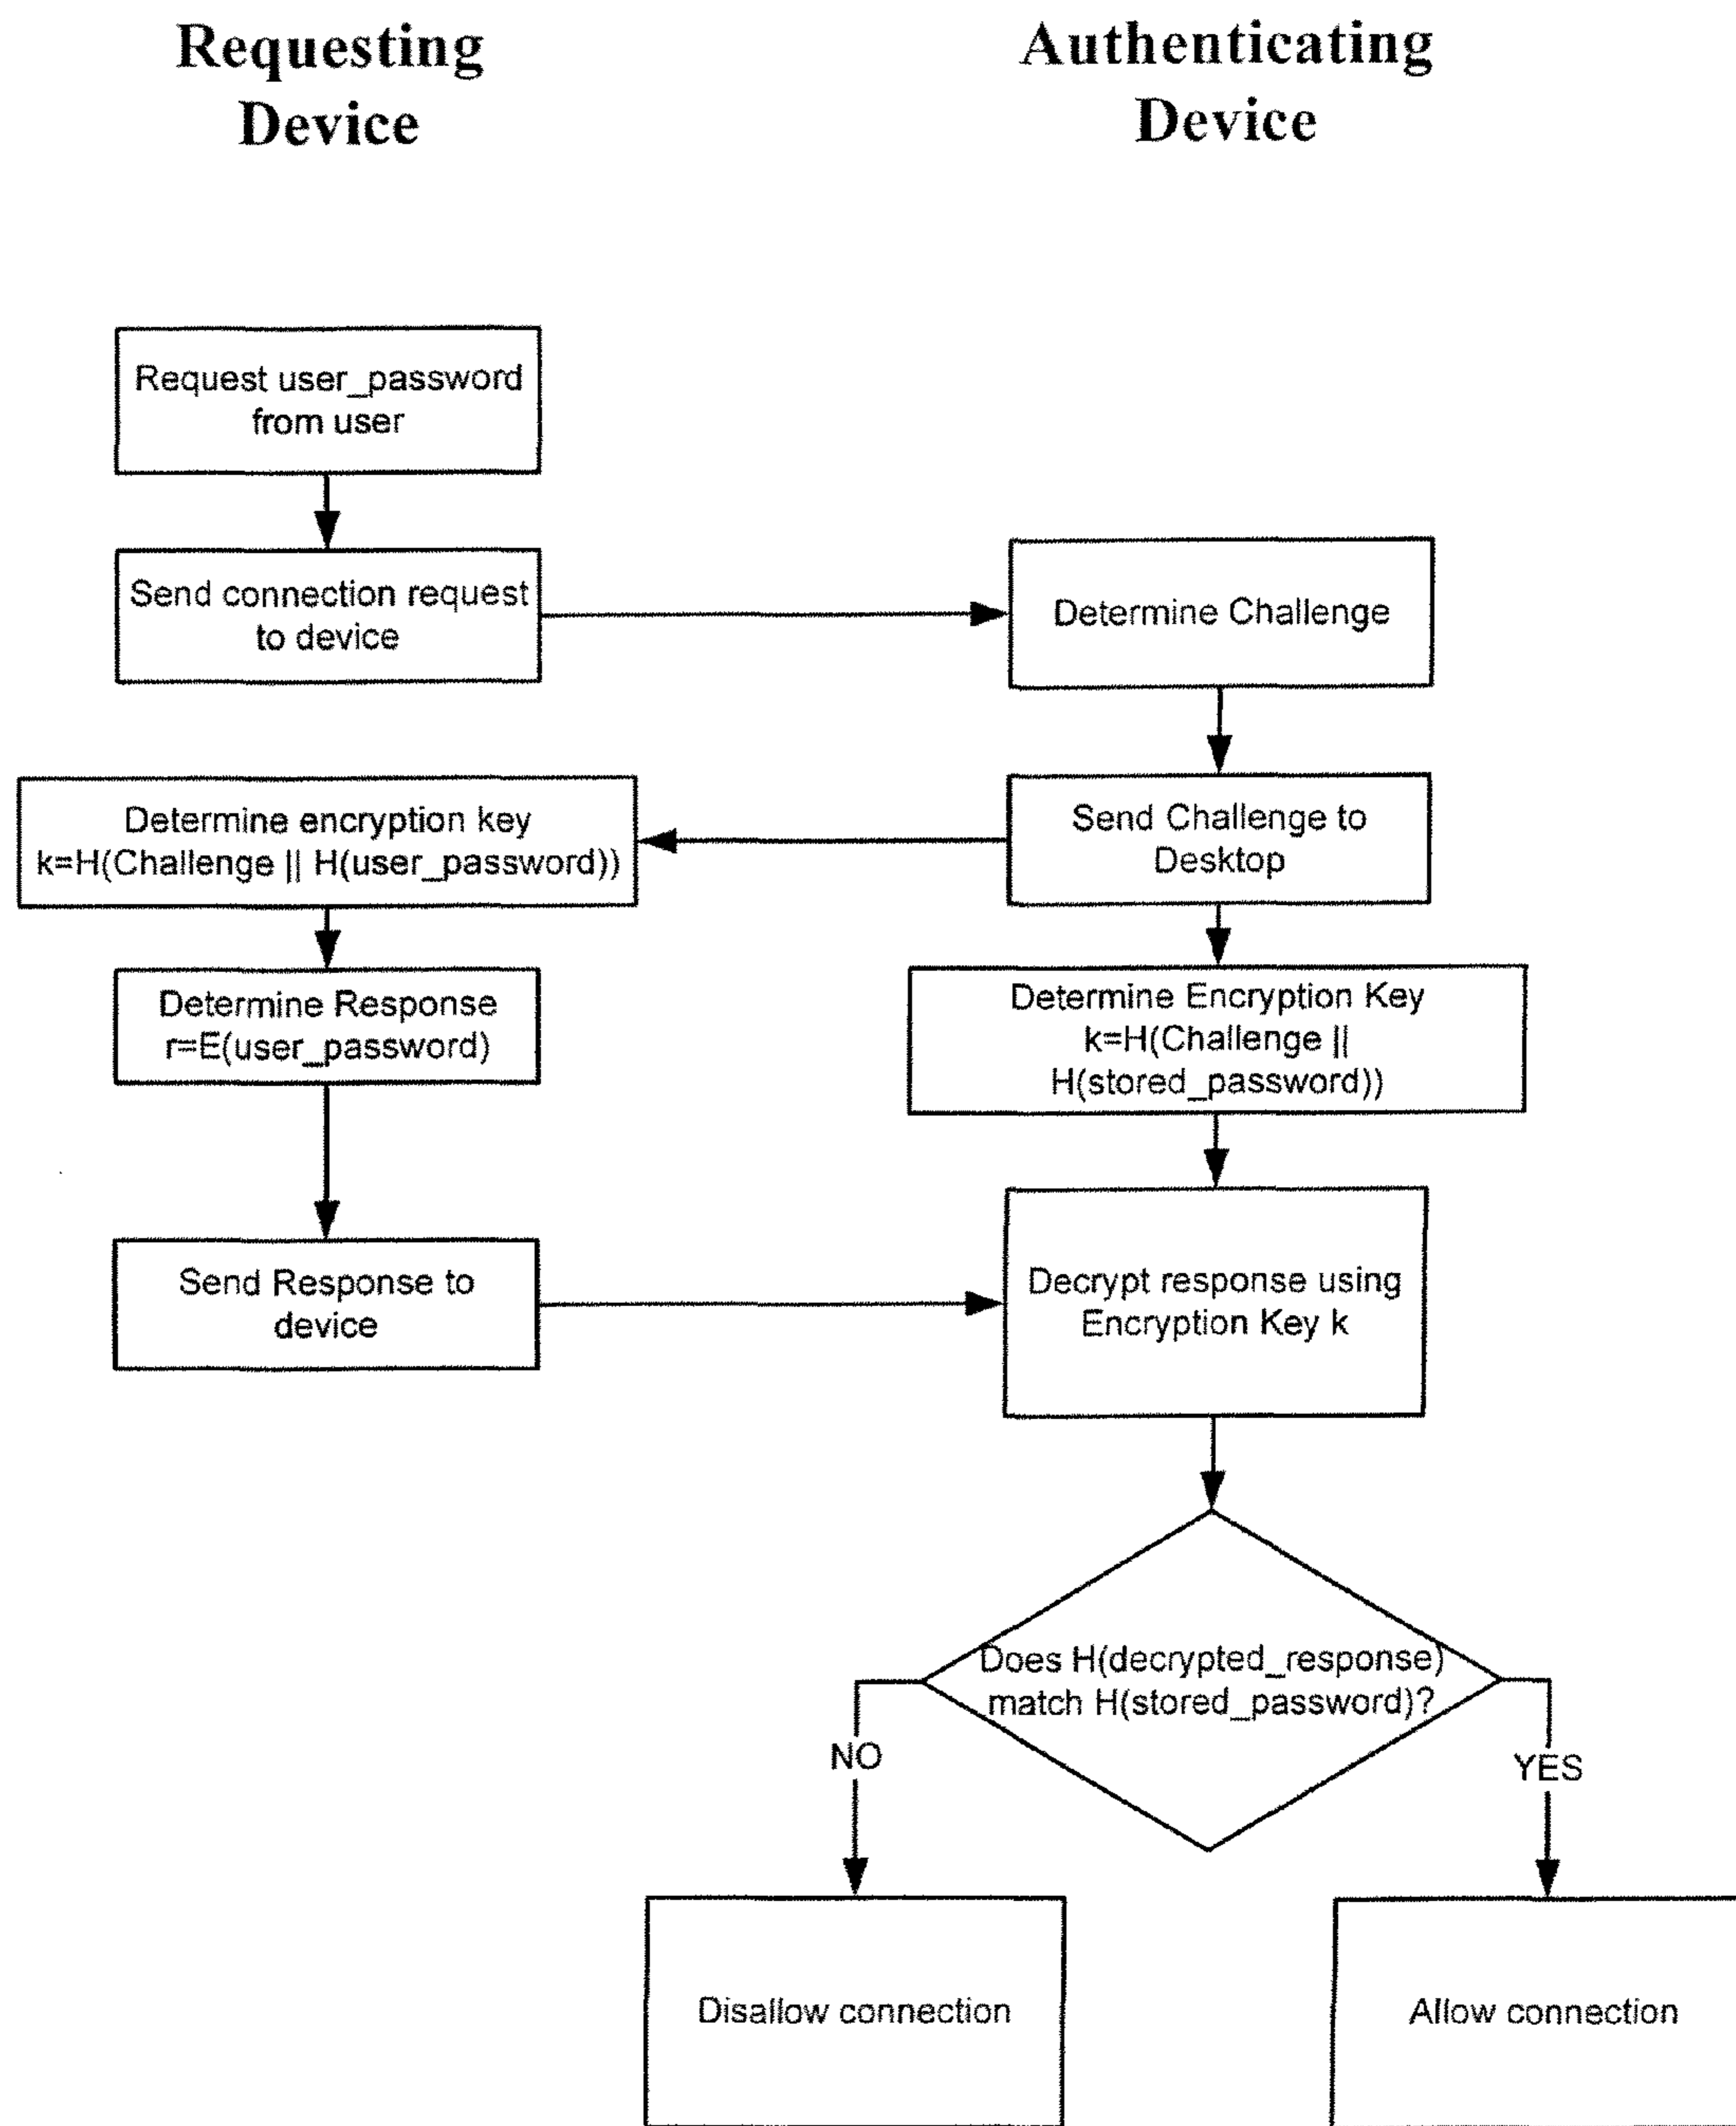 Requesting
Device
Authenticating
Device
Request user_password
from user
Send connection request
to device
Determine Challenge
Send Challenge to
Desktop
Determine encryption key
k=H(Challenge || H(user_password))
Determine Response
r=E(user_password)
Determine Encryption Key
k=H(Challenge ||
H(stored_password))
Send Response to
device
Decrypt response using
Encryption Key k
Does H(decrypted_response)
match H(stored_password)?
NO
YES
Disallow connection
Allow connection